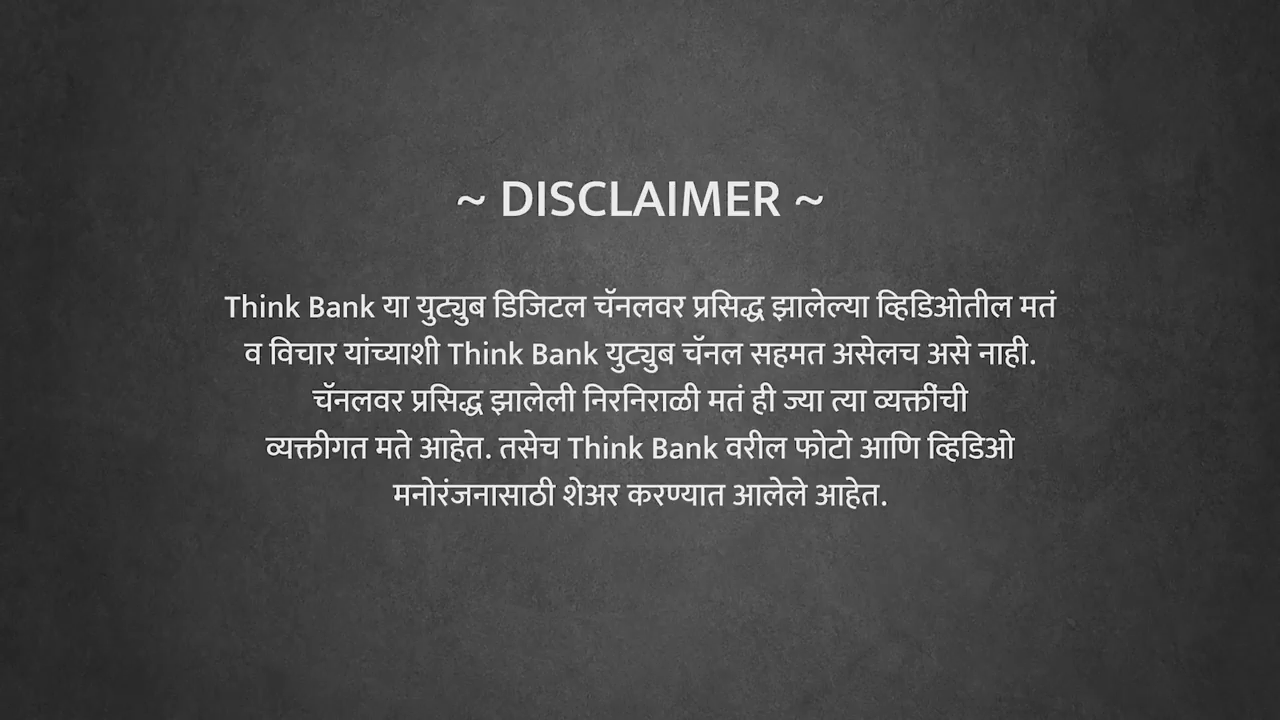 ~ DISCLAIMER ~
Think Bank या युट्युब डिजिटल चॅनलवर प्रसिद्ध झालेल्या व्हिडिओतील मतं
व विचार यांच्याशी Think Bank युट्युब चॅनल सहमत असेलच असे नाही.
चॅनलवर प्रसिद्ध झालेली निरनिराळी मतं ही ज्या त्या व्यक्तींची
व्यक्तीगत मते आहेत. तसेच Think Bank वरील फोटो आणि व्हिडिओ
मनोरंजनासाठी शेअर करण्यात आलेले आहेत.